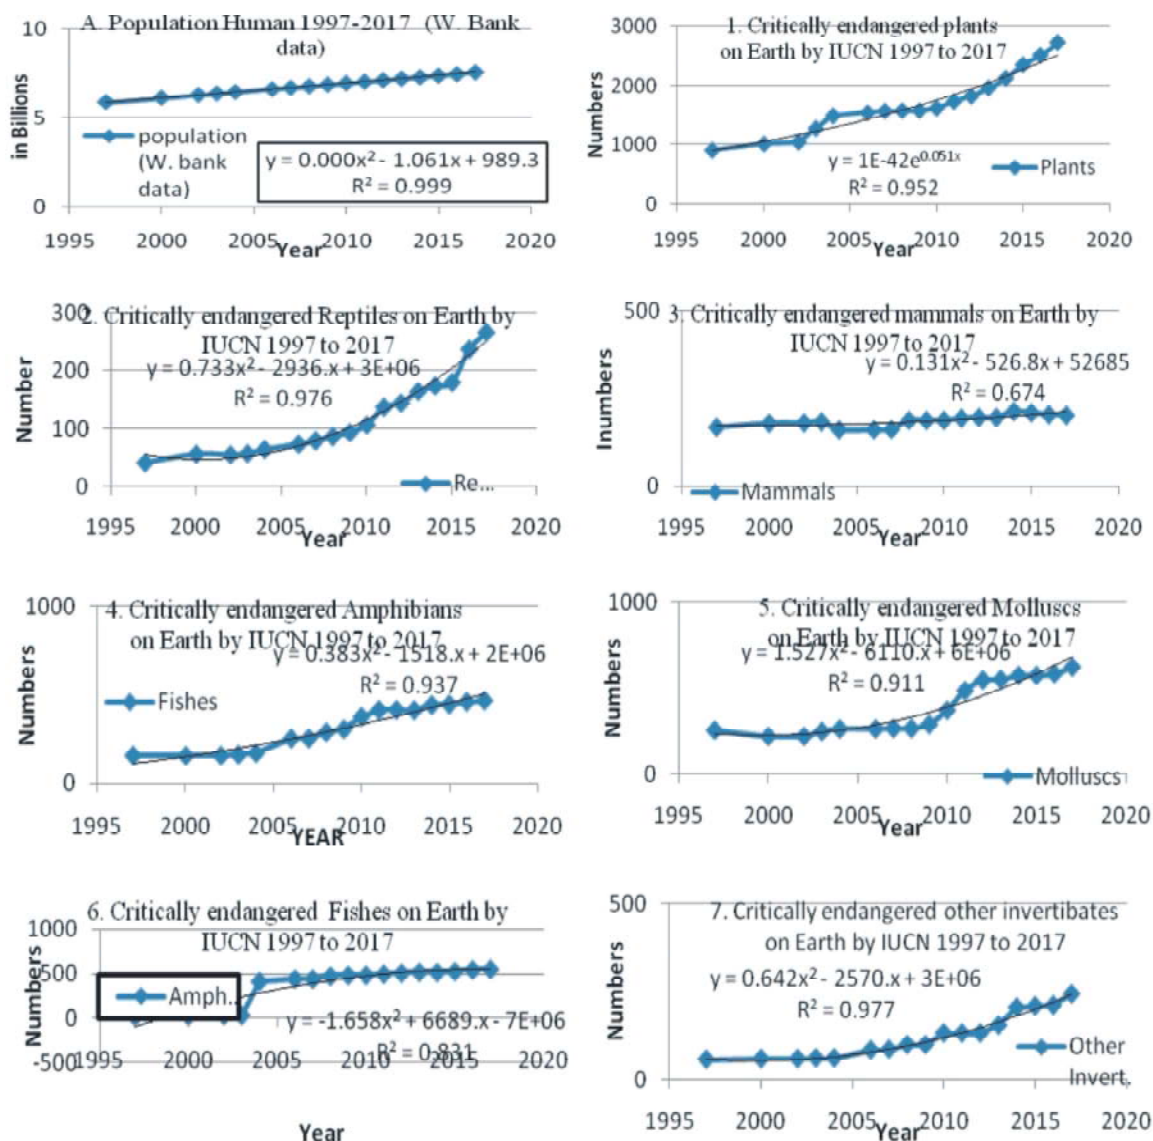 A. Population Human 1997-2017 (W. Bank
data)
10
5
0
in Billions
population
(W. bank
data)
y = 0.000x² - 1.061x + 989.3
R² = 0.999
1995 2000 2005 2010 2015 2020
Year
1. Critically endangered plants
on Earth by IUCN 1997 to 2017
3000
2000
1000
0
Numbers
y = 1E-42e^0.051x
R² = 0.952
Plants
1995 2000 2005 2010 2015 2020
Year
2. Critically endangered Reptiles on Earth by
IUCN 1997 to 2017
y = 0.733x² - 2936.x + 3E+06
R² = 0.976
300
200
100
0
Number
Re...
1995 2000 2005 2010 2015 2020
Year
3. Critically endangered mammals on Earth by
IUCN 1997 to 2017
y = 0.131x² - 526.8x + 52685
R² = 0.674
500
0
Inumbers
Mammals
1995 2000 2005 2010 2015 2020
Year
4. Critically endangered Amphibians
on Earth by IUCN 1997 to 2017
y = 0.383x² - 1518.x + 2E+06
R² = 0.937
1000
500
0
Numbers
Fishes
1995 2000 2005 2010 2015 2020
YEAR
5. Critically endangered Molluscs
on Earth by IUCN 1997 to 2017
y = 1.527x² - 6110.x + 6E+06
R² = 0.911
1000
500
0
Numbers
Molluscs
1995 2000 2005 2010 2015 2020
Year
6. Critically endangered Fishes on Earth by
IUCN 1997 to 2017
1000
500
0
-500
Numbers
Amph..
y = -1.658x² + 6689.x - 7E+06
R² = 0.831
1995 2000 2005 2010 2015 2020
Year
7. Critically endangered other invertibates
on Earth by IUCN 1997 to 2017
y = 0.642x² - 2570.x + 3E+06
R² = 0.977
500
0
Numbers
Other
Invert.
1995 2000 2005 2010 2015 2020
Year